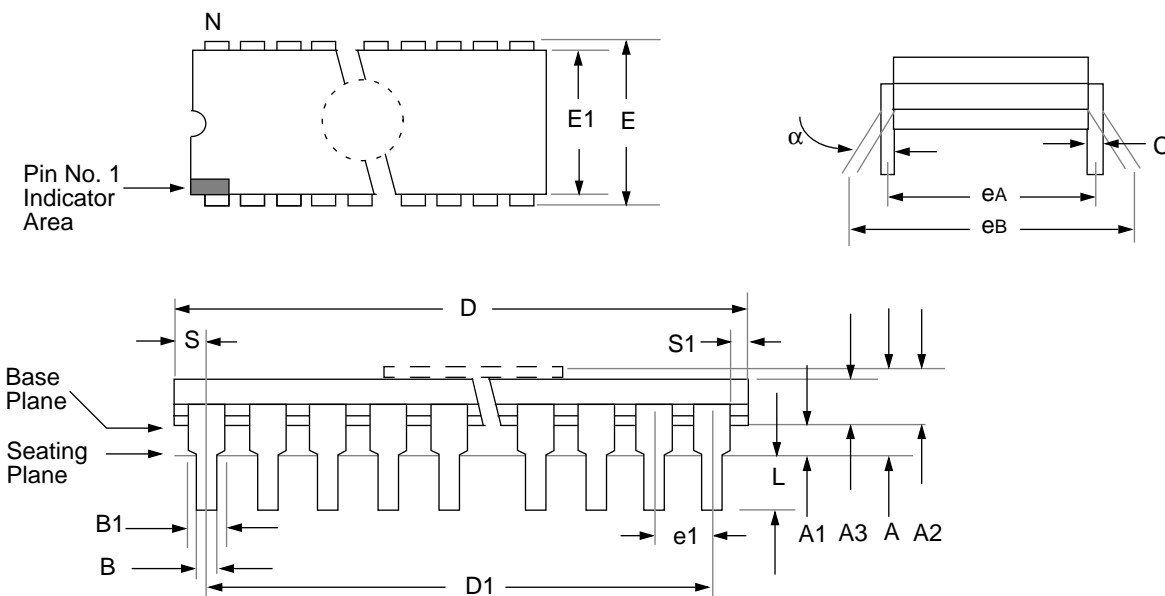 N
E1
E
Pin No. 1
Indicator
Area
α
C
eA
eB
D
S
S1
Base
Plane
Seating
Plane
L
B1
e1
A1
A3
A
A2
B
D1